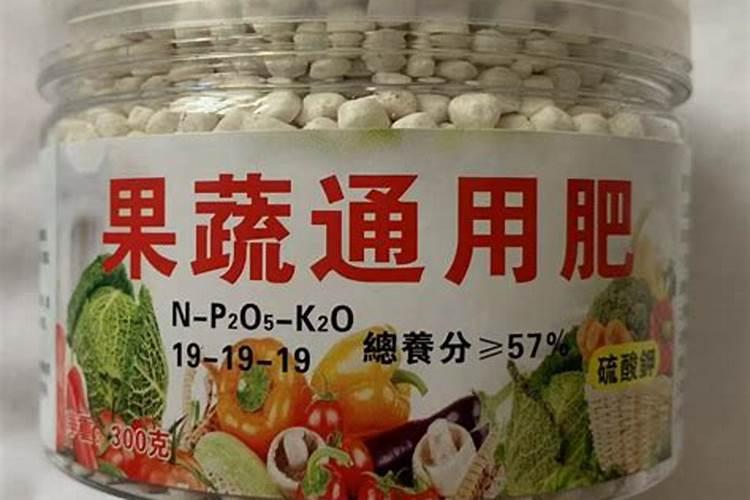 果蔬通用肥
N-P₂O₅-K₂O
19-19-19
總養分≥57%
硫酸鉀
300克